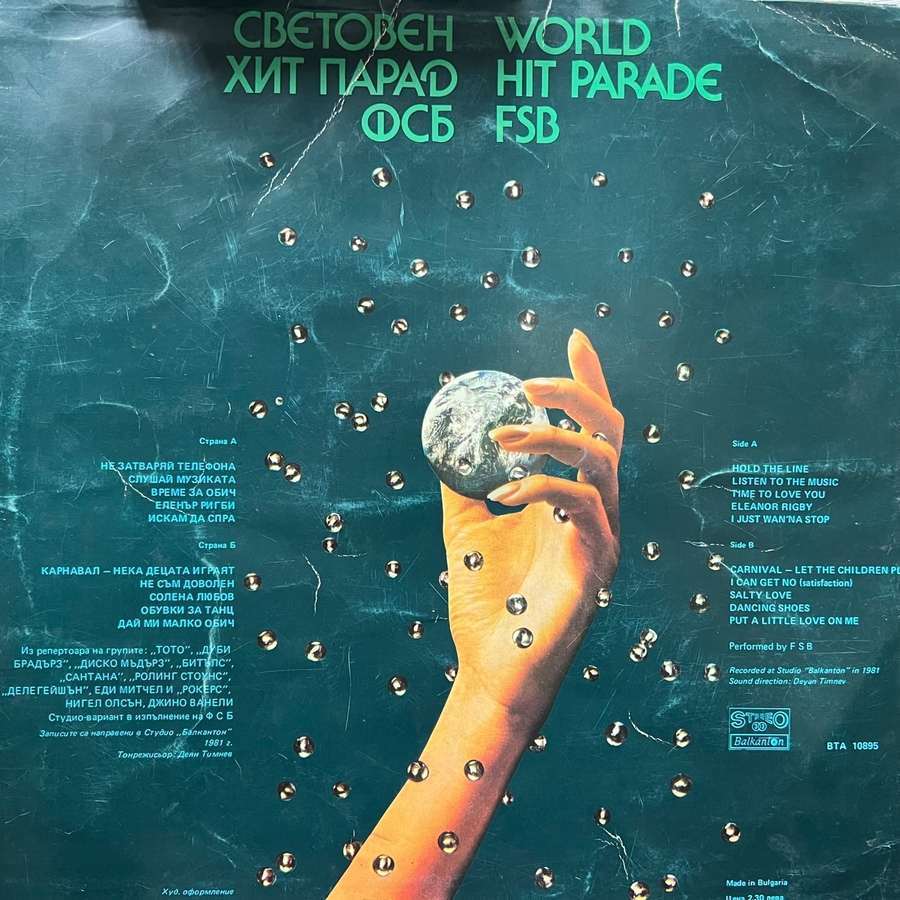 СВЕТОВЕН
ХИТ ПАРАД
ФСБ
WORLD
HIT PARADE
FSB
Страна А
НЕ ЗАТВАРЯЙ ТЕЛЕФОНА
СЛУШАЙ МУЗИКАТА
ВРЕМЕ ЗА ОБИЧ
ЕЛЕНЪР РИГБИ
ИСКАМ ДА СПРА
Страна Б
КАРНАВАЛ – НЕКА ДЕЦАТА ИГРАЯТ
НЕ СЪМ ДОВОЛЕН
СОЛЕНА ЛЮБОВ
ОБУВКИ ЗА ТАНЦ
ДАЙ МИ МАЛКО ОБИЧ
Из репертоара на групите: „ТОТО", „ДУБИ
БРАДЪРЗ", „ДИСКО МЪДЪРЗ", „БИТЪЛС",
„САНТАНА", „РОЛИНГ СТОУНС",
„ДЕЛЕГЕЙШЪН", ЕДИ МИТЧЕЛ И „РОКЕРС",
НИГЕЛ ОЛСЪН, ДЖИНО ВАНЕЛИ
Студио-вариант в изпълнение на Ф С Б
Записите са направени в Студио „Балкантон"
1981 г.
Тонрежисьор: Деян Тимнев
Худ. оформление
Side A
HOLD THE LINE
LISTEN TO THE MUSIC
TIME TO LOVE YOU
ELEANOR RIGBY
I JUST WAN'NA STOP
Side B
CARNIVAL – LET THE CHILDREN
I CAN GET NO (satisfaction)
SALTY LOVE
DANCING SHOES
PUT A LITTLE LOVE ON ME
Performed by F S B
Recorded at Studio "Balkanton" in 1981
Sound direction: Deyan Timnev
STEREO
Balkanton
ВТА 10895
Made in Bulgaria
Цена 2,30 лева